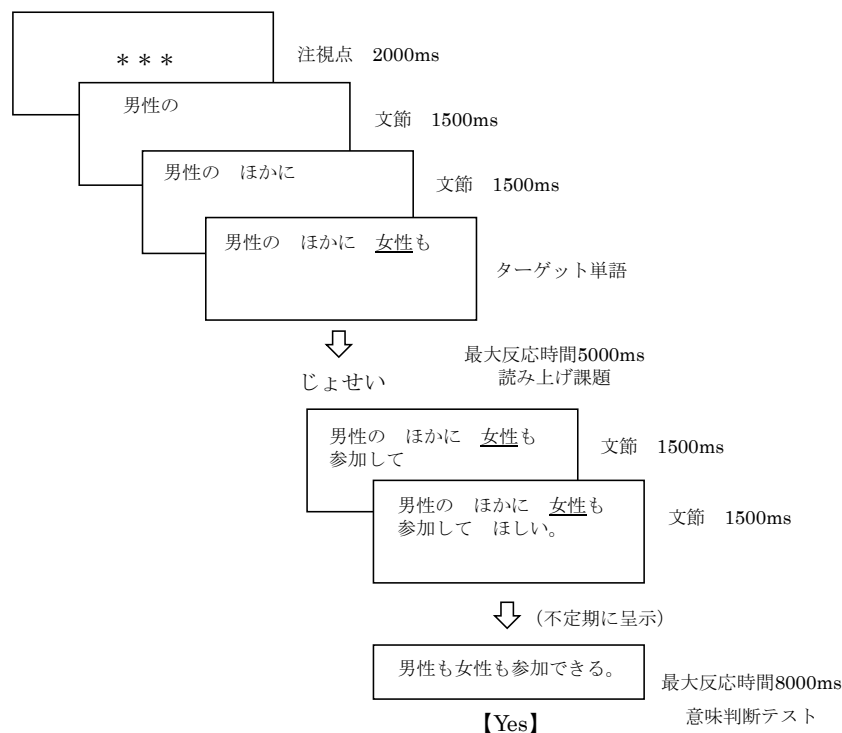 ＊＊＊
注視点　2000ms
男性の
文節　1500ms
男性の　ほかに
文節　1500ms
男性の　ほかに　女性も
ターゲット単語
最大反応時間5000ms
読み上げ課題
じょせい
男性の　ほかに　女性も
参加して
文節　1500ms
男性の　ほかに　女性も
参加して　ほしい。
文節　1500ms
（不定期に呈示）
男性も女性も参加できる。
最大反応時間8000ms
意味判断テスト
【Yes】